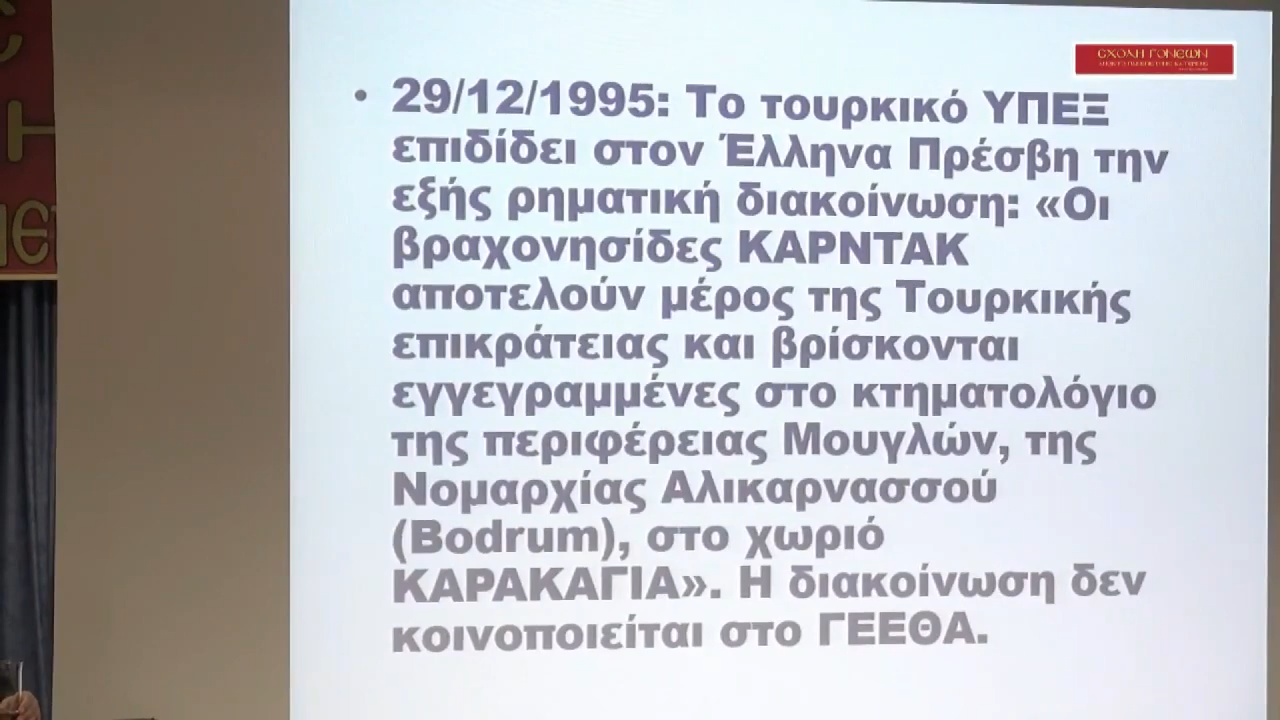 ΣΧΟΛΗ ΓΟΝΕΩΝ
• 29/12/1995: Το τουρκικό ΥΠΕΞ
επιδίδει στον Έλληνα Πρέσβη την
εξής ρηματική διακοίνωση: «Οι
βραχονησίδες ΚΑΡΝΤΑΚ
αποτελούν μέρος της Τουρκικής
επικράτειας και βρίσκονται
εγγεγραμμένες στο κτηματολόγιο
της περιφέρειας Μουγλών, της
Νομαρχίας Αλικαρνασσού
(Bodrum), στο χωριό
ΚΑΡΑΚΑΓΙΑ». Η διακοίνωση δεν
κοινοποιείται στο ΓΕΕΘΑ.